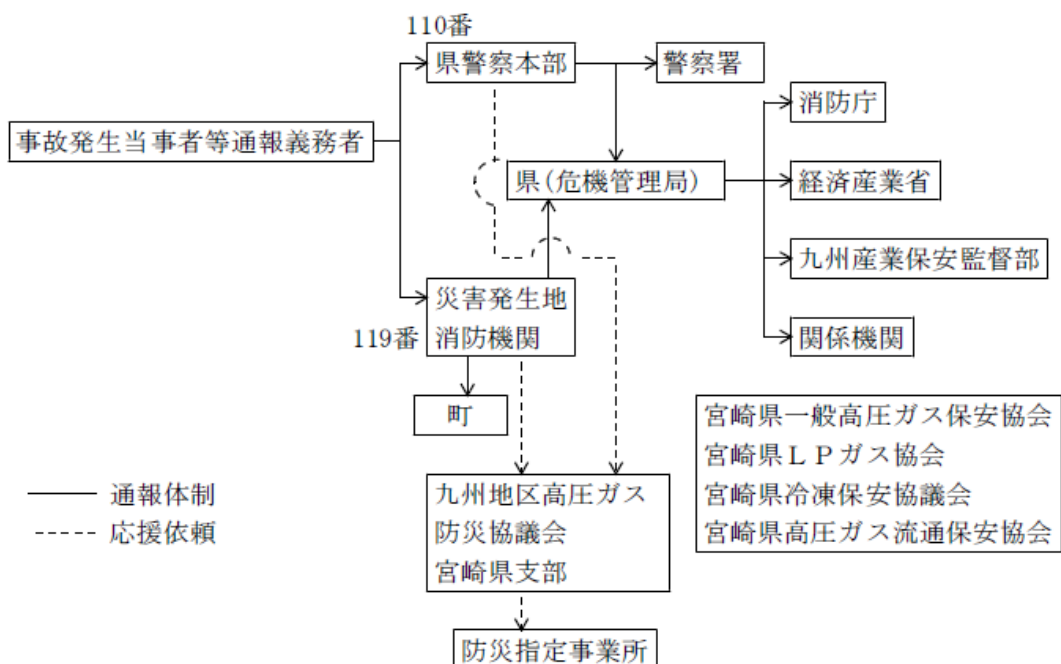 110番
県警察本部
警察署
消防庁
事故発生当事者等通報義務者
県(危機管理局)
経済産業省
九州産業保安監督部
災害発生地
119番
消防機関
関係機関
町
宮崎県一般高圧ガス保安協会
宮崎県LPガス協会
宮崎県冷凍保安協議会
宮崎県高圧ガス流通保安協会
通報体制
応援依頼
九州地区高圧ガス
防災協議会
宮崎県支部
防災指定事業所